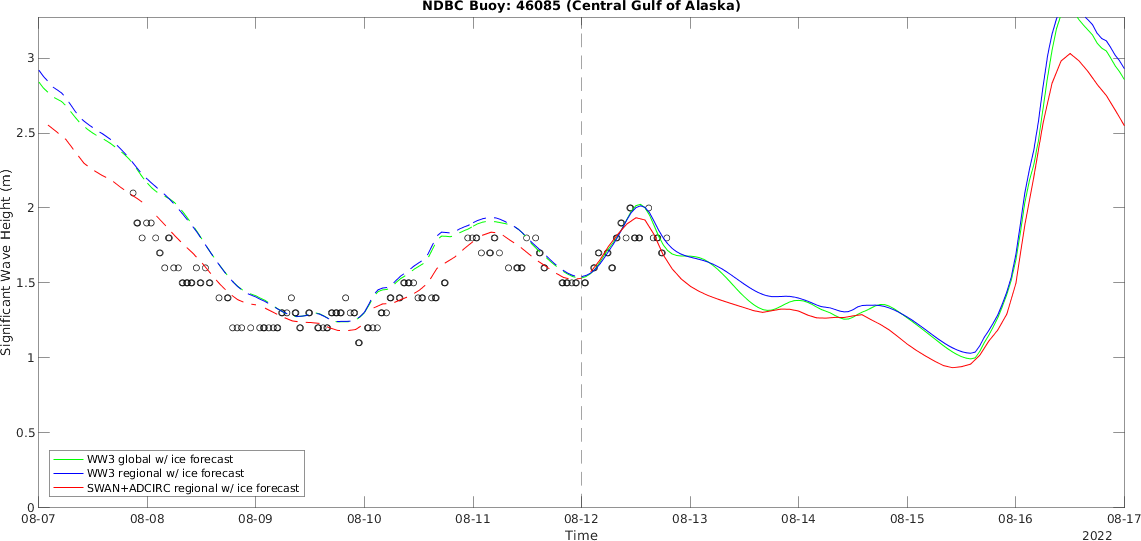 NDBC Buoy: 46085 (Central Gulf of Alaska)
Significant Wave Height (m)
3
2.5
2
1.5
1
0.5
0
WW3 global w/ ice forecast
WW3 regional w/ ice forecast
SWAN+ADCIRC regional w/ ice forecast
08-07 08-08 08-09 08-10 08-11 08-12 08-13 08-14 08-15 08-16 08-17
Time
2022